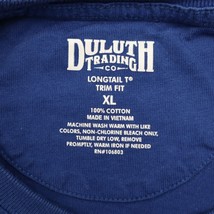 DULUTH
TRADING
CO
LONGTAIL T®
TRIM FIT
XL
100% COTTON
MADE IN VIETNAM
MACHINE WASH WARM WITH LIKE
COLORS, NON-CHLORINE BLEACH ONLY,
TUMBLE DRY LOW, REMOVE
PROMPTLY, WARM IRON IF NEEDED
RN#106803